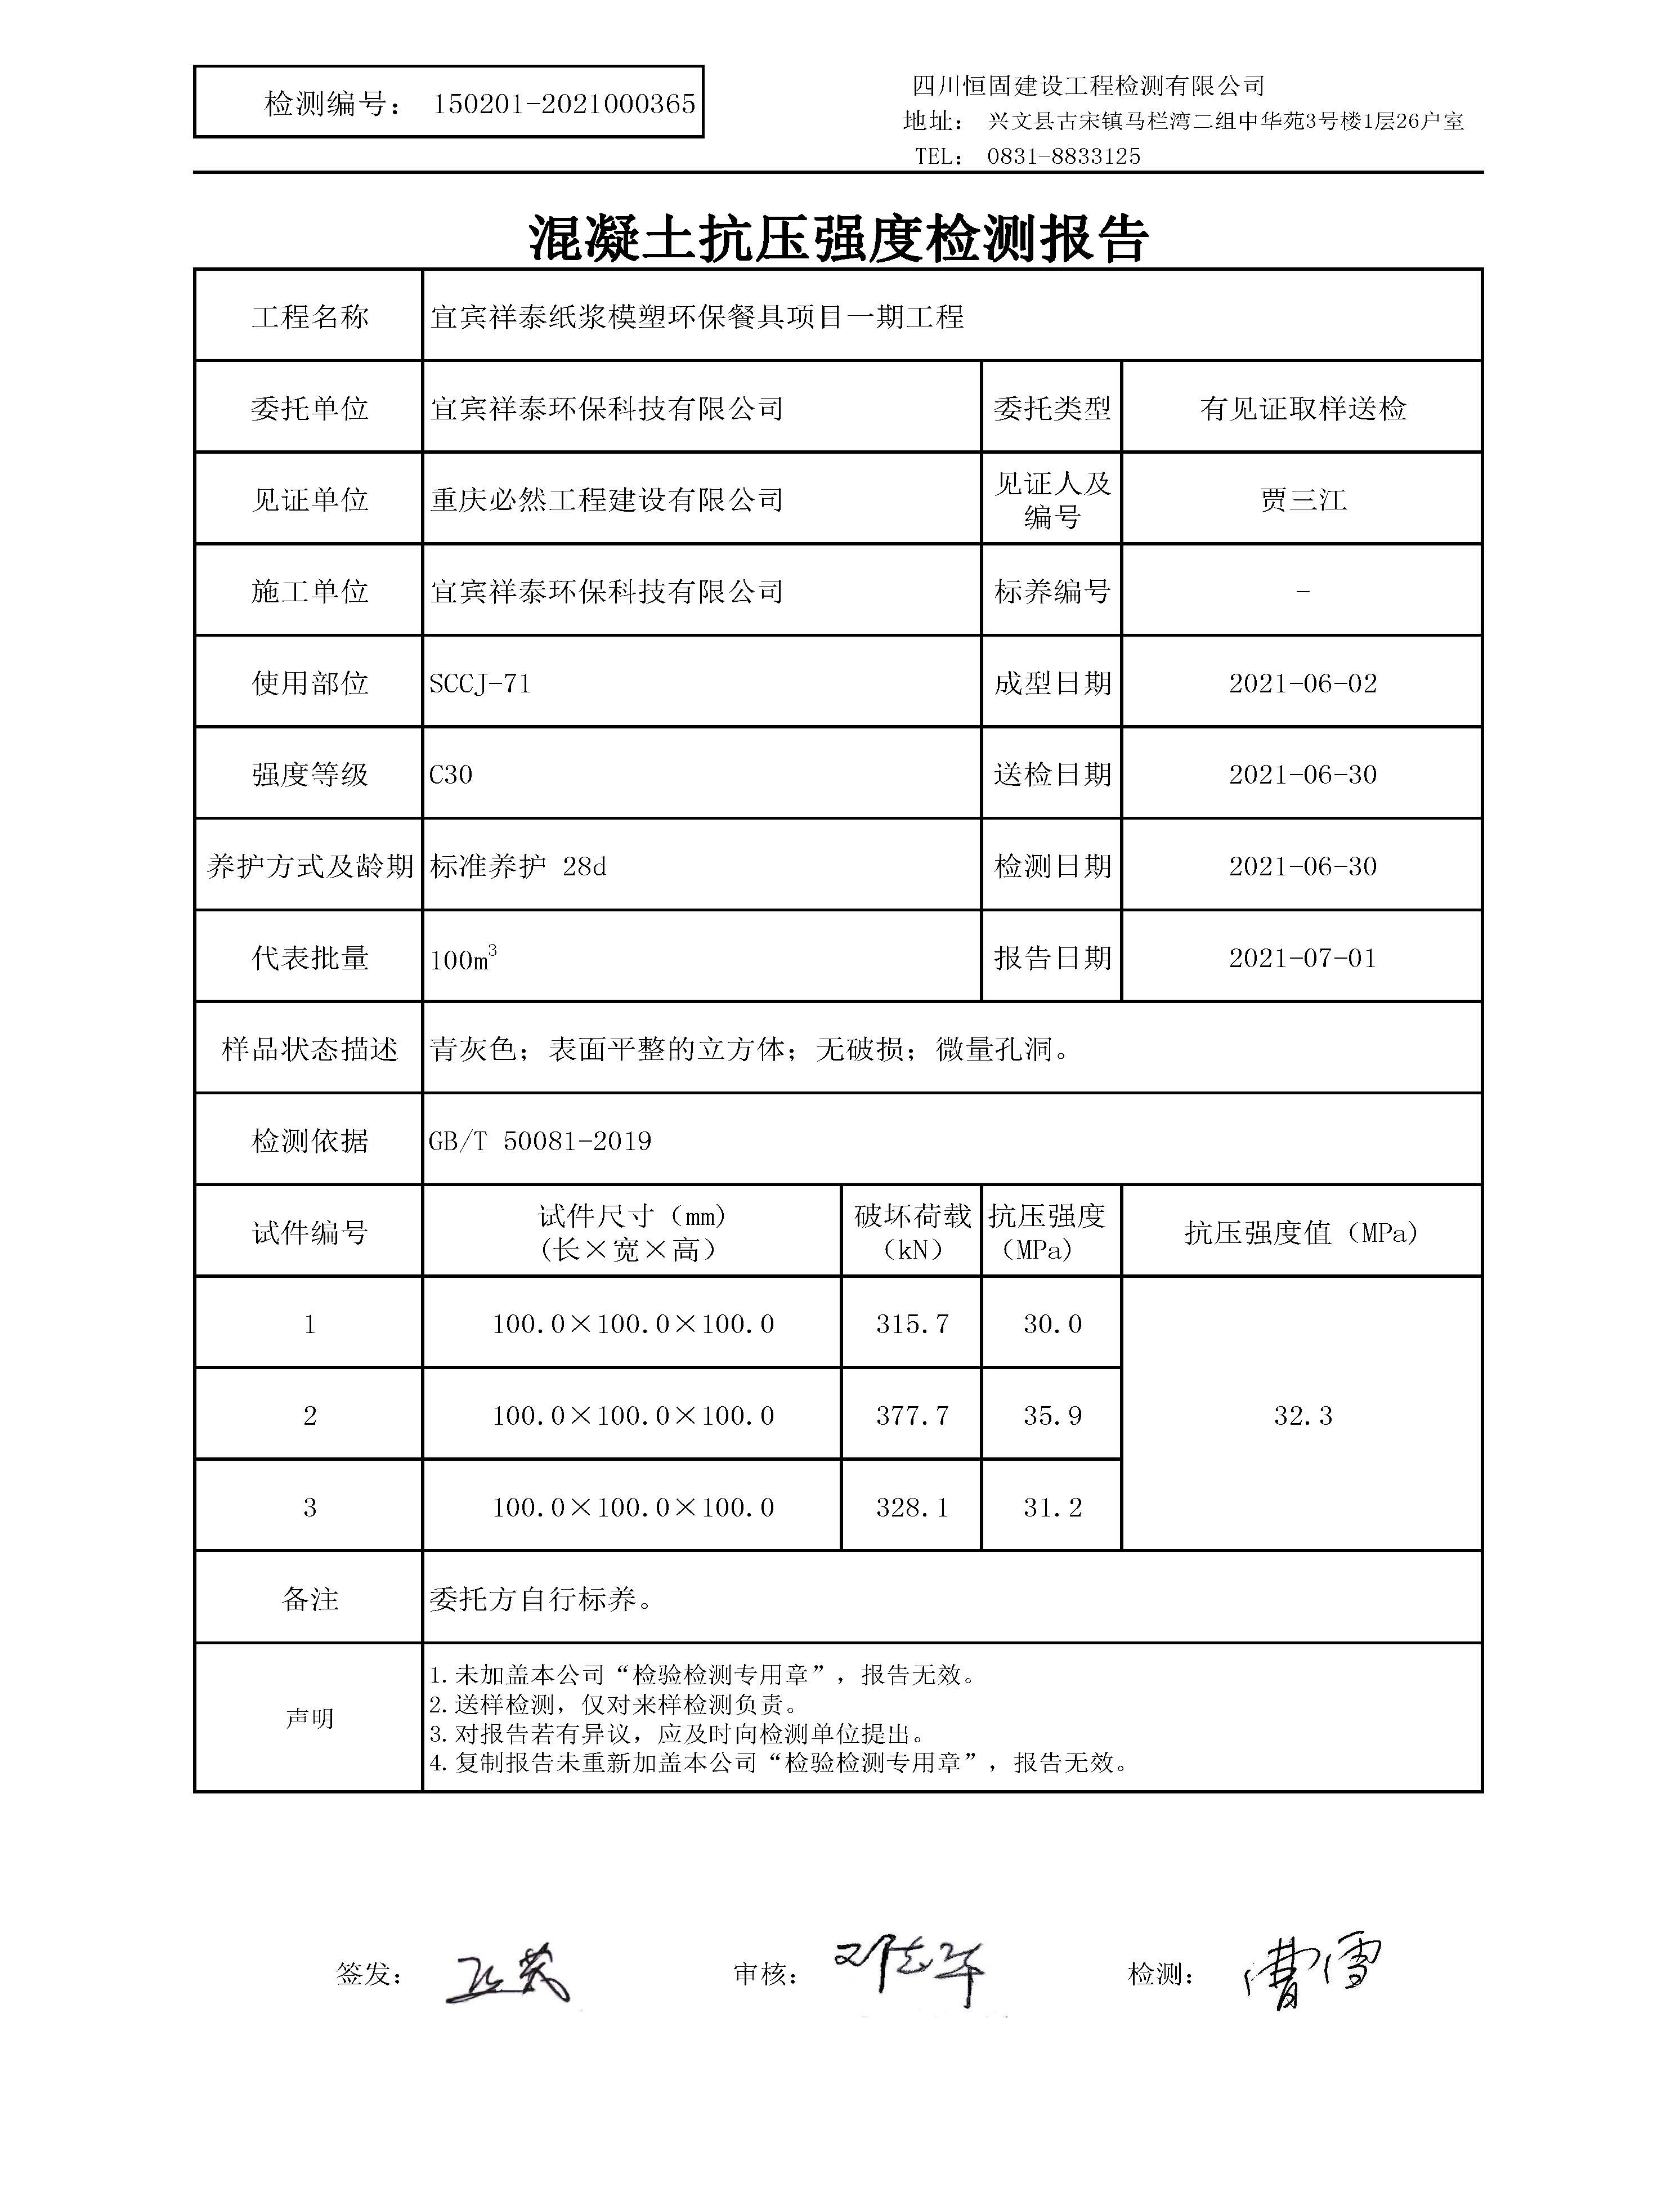 检测编号： 150201-2021000365
四川恒固建设工程检测有限公司
地址： 兴文县古宋镇马栏湾二组中华苑3号楼1层26户室
TEL： 0831-8833125
混凝土抗压强度检测报告
工程名称 宜宾祥泰纸浆模塑环保餐具项目一期工程
委托单位 宜宾祥泰环保科技有限公司 委托类型 有见证取样送检
见证单位 重庆必然工程建设有限公司 见证人及编号 贾三江
施工单位 宜宾祥泰环保科技有限公司 标养编号 -
使用部位 SCCJ-71 成型日期 2021-06-02
强度等级 C30 送检日期 2021-06-30
养护方式及龄期 标准养护 28d 检测日期 2021-06-30
代表批量 100m³ 报告日期 2021-07-01
样品状态描述 青灰色；表面平整的立方体；无破损；微量孔洞。
检测依据 GB/T 50081-2019
试件编号 试件尺寸（mm）（长×宽×高） 破坏荷载（kN） 抗压强度（MPa） 抗压强度值（MPa）
1 100.0×100.0×100.0 315.7 30.0
2 100.0×100.0×100.0 377.7 35.9 32.3
3 100.0×100.0×100.0 328.1 31.2
备注 委托方自行标养。
声明
1.未加盖本公司“检验检测专用章”，报告无效。
2.送样检测，仅对来样检测负责。
3.对报告若有异议，应及时向检测单位提出。
4.复制报告未重新加盖本公司“检验检测专用章”，报告无效。
签发： 审核： 检测： 曹雪